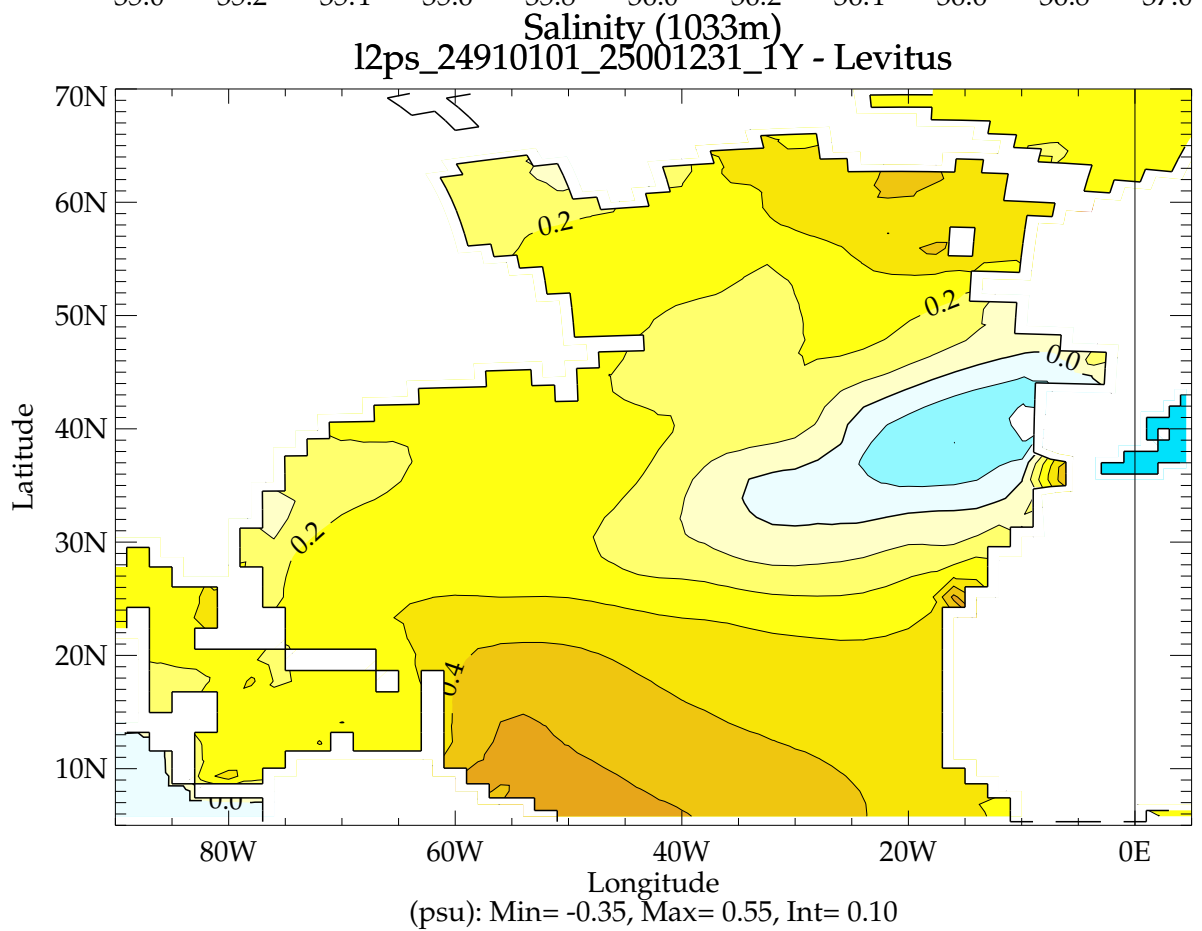 Salinity (1033m)
l2ps_24910101_25001231_1Y - Levitus
70N
60N
50N
40N
30N
20N
10N
Latitude
0.2
0.2
0.0
0.2
0.4
0.0
80W 60W 40W 20W 0E
Longitude
(psu): Min= -0.35, Max= 0.55, Int= 0.10